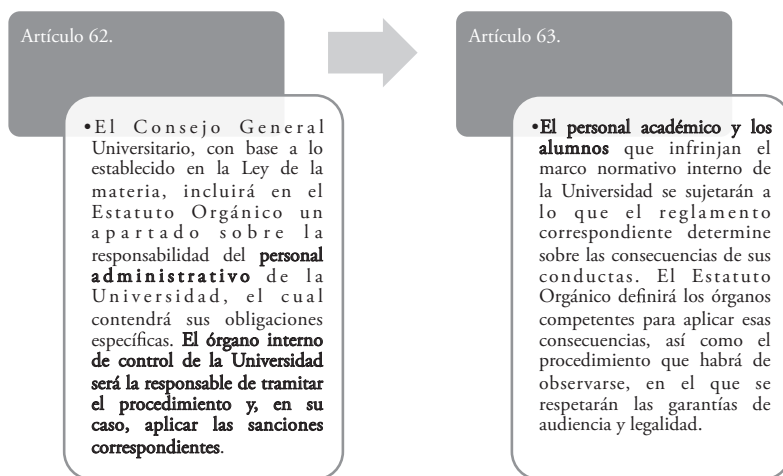 Artículo 62.
•El Consejo General
Universitario, con base a lo
establecido en la Ley de la
materia, incluirá en el
Estatuto Orgánico un
apartado sobre la
responsabilidad del personal
administrativo de la
Universidad, el cual
contendrá sus obligaciones
específicas. El órgano interno
de control de la Universidad
será la responsable de tramitar
el procedimiento y, en su
caso, aplicar las sanciones
correspondientes.
Artículo 63.
•El personal académico y los
alumnos que infrinjan el
marco normativo interno de
la Universidad se sujetarán a
lo que el reglamento
correspondiente determine
sobre las consecuencias de sus
conductas. El Estatuto
Orgánico definirá los órganos
competentes para aplicar esas
consecuencias, así como el
procedimiento que habrá de
observarse, en el que se
respetarán las garantías de
audiencia y legalidad.